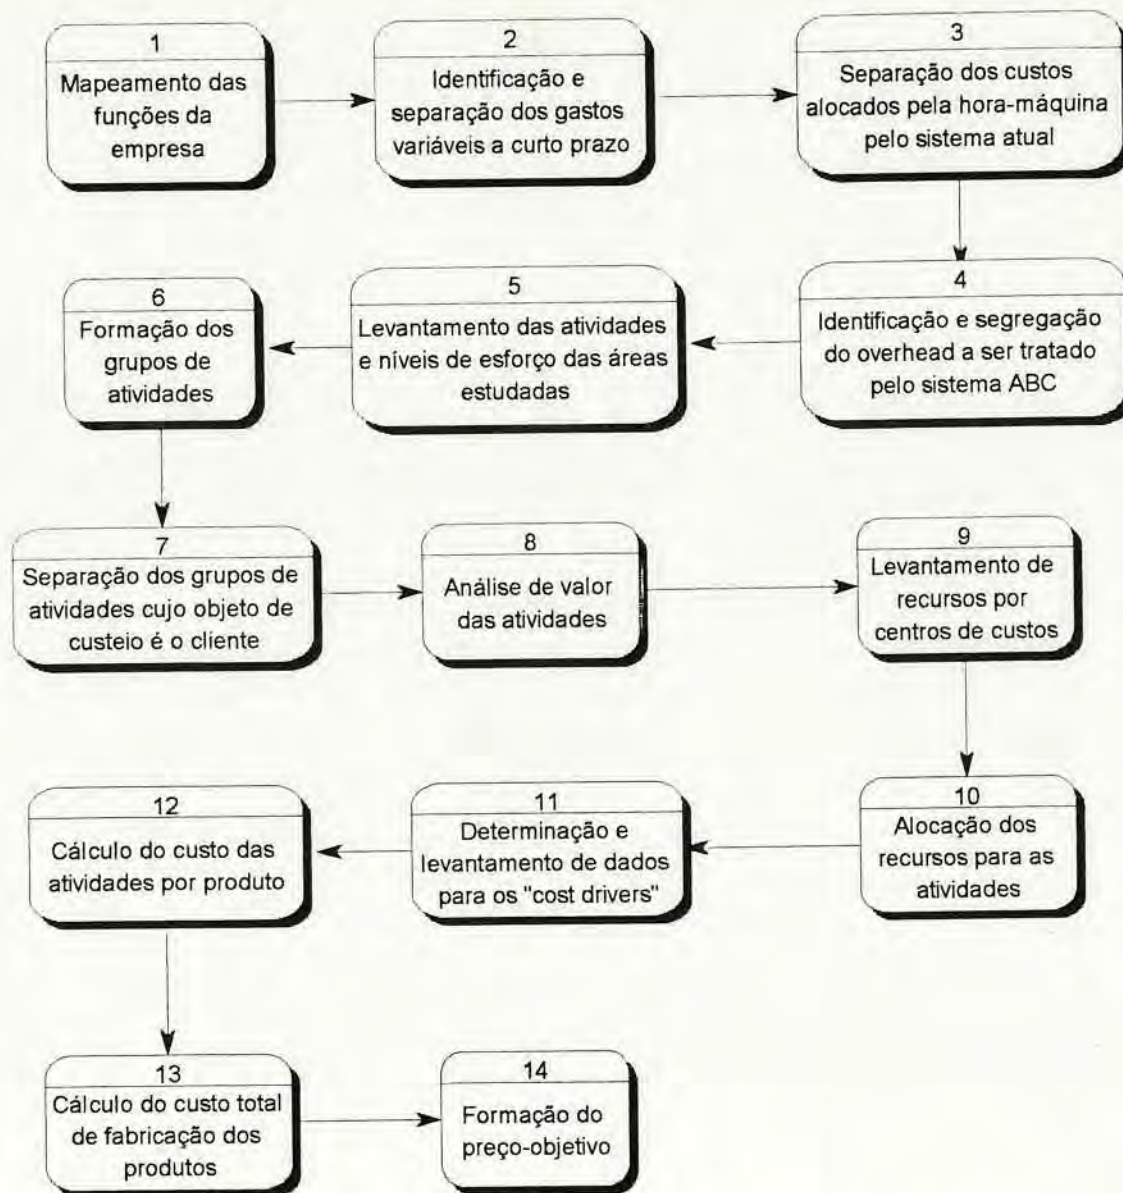 1
Mapeamento das
funções da
empresa
2
Identificação e
separação dos gastos
variáveis a curto prazo
3
Separação dos custos
alocados pela hora-máquina
pelo sistema atual
4
Identificação e segregação
do overhead a ser tratado
pelo sistema ABC
5
Levantamento das atividades
e níveis de esforço das áreas
estudadas
6
Formação dos
grupos de
atividades
7
Separação dos grupos de
atividades cujo objeto de
custeio é o cliente
8
Análise de valor
das atividades
9
Levantamento de
recursos por
centros de custos
10
Alocação dos
recursos para as
atividades
11
Determinação e
levantamento de dados
para os "cost drivers"
12
Cálculo do custo das
atividades por produto
13
Cálculo do custo total
de fabricação dos
produtos
14
Formação do
preço-objetivo